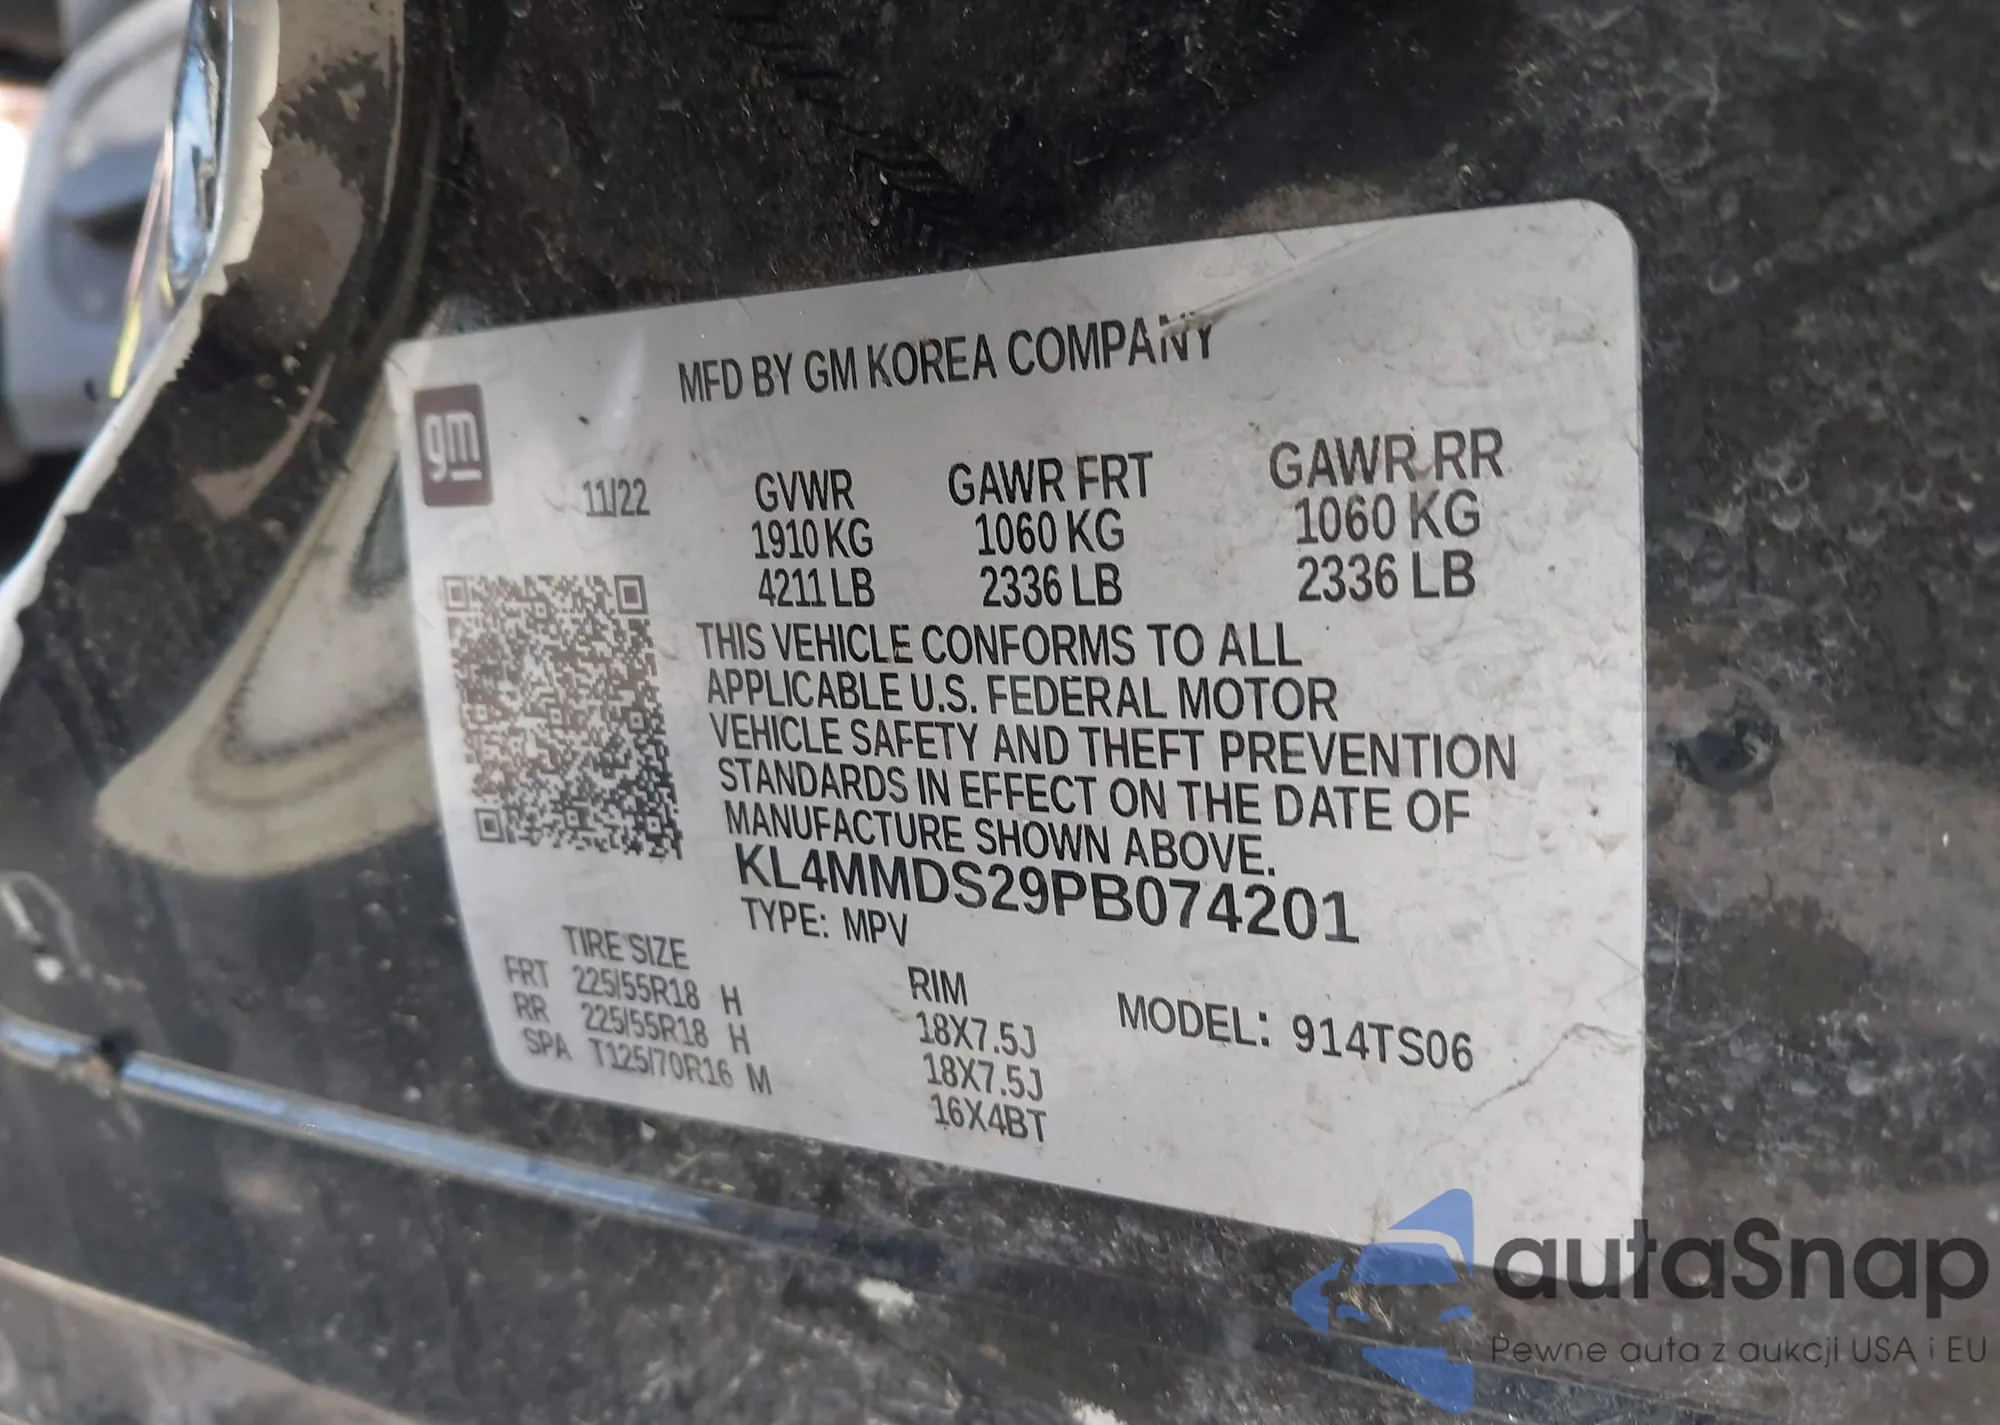 MFD BY GM KOREA COMPANY
gm
11/22 GVWR GAWR FRT GAWR RR
1910 KG 1060 KG 1060 KG
4211 LB 2336 LB 2336 LB
THIS VEHICLE CONFORMS TO ALL
APPLICABLE U.S. FEDERAL MOTOR
VEHICLE SAFETY AND THEFT PREVENTION
STANDARDS IN EFFECT ON THE DATE OF
MANUFACTURE SHOWN ABOVE.
KL4MMDS29PB074201
TYPE: MPV
TIRE SIZE RIM MODEL: 914TS06
FRT 225/55R18 H 18X7.5J
RR 225/55R18 H 18X7.5J
SPA T125/70R16 M 16X4BT
autaSnap
Pewne auta z aukcji USA i EU